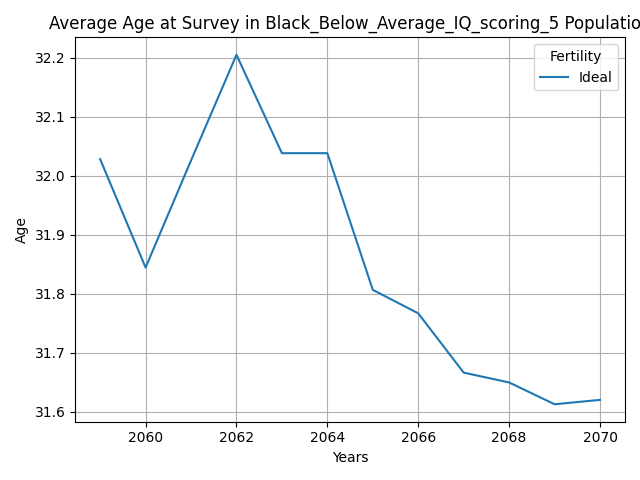 Average Age at Survey in Black_Below_Average_IQ_scoring_5 Populatio
Fertility
Ideal
32.2
32.1
32.0
31.9
31.8
31.7
31.6
Age
2060 2062 2064 2066 2068 2070
Years